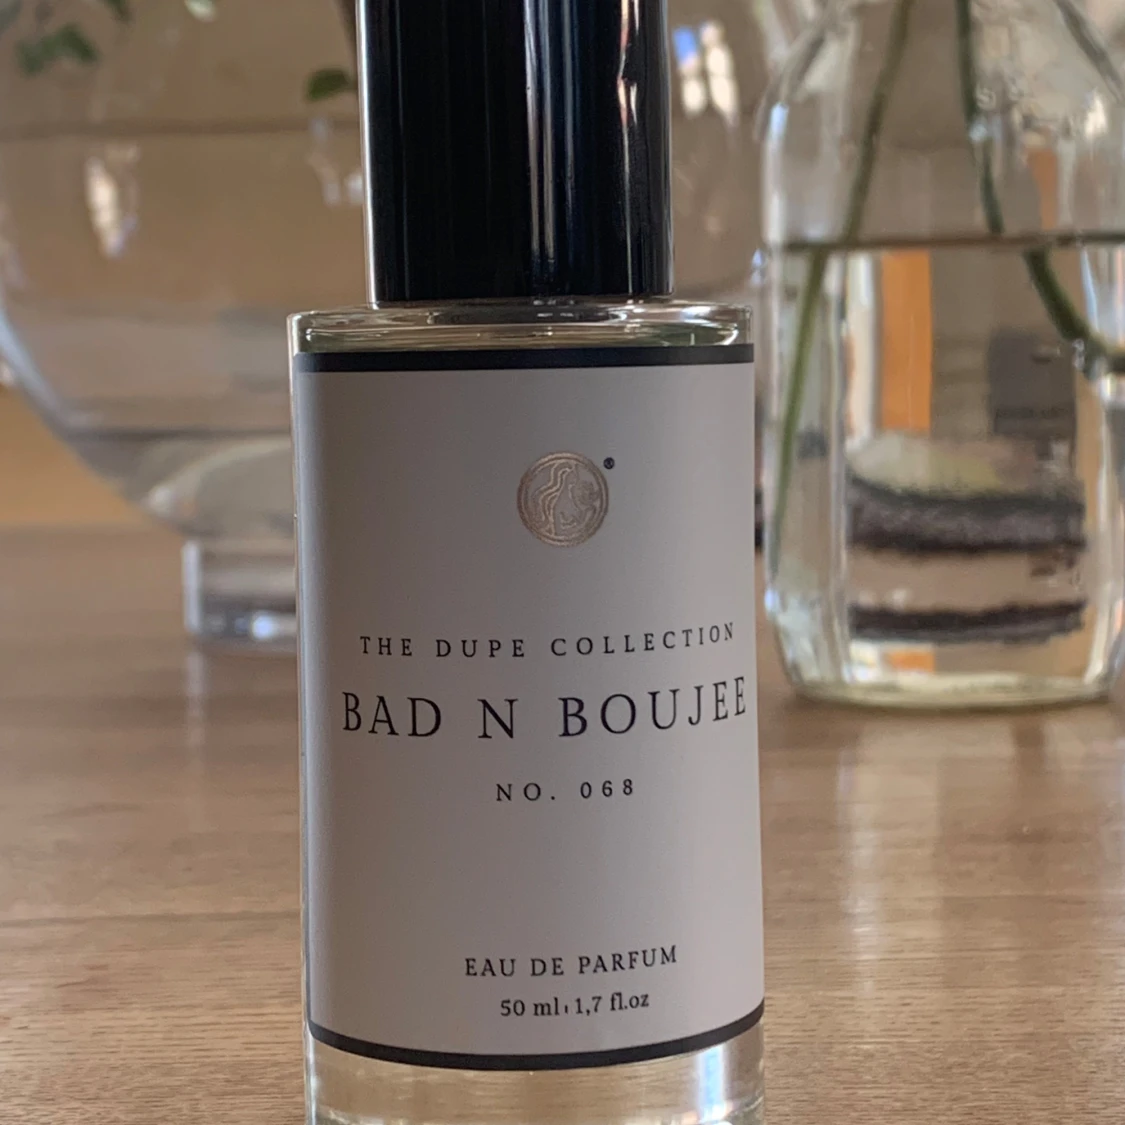 ®
THE DUPE COLLECTION
BAD N BOUJEE
NO. 068
EAU DE PARFUM
50 ml 1,7 fl.oz